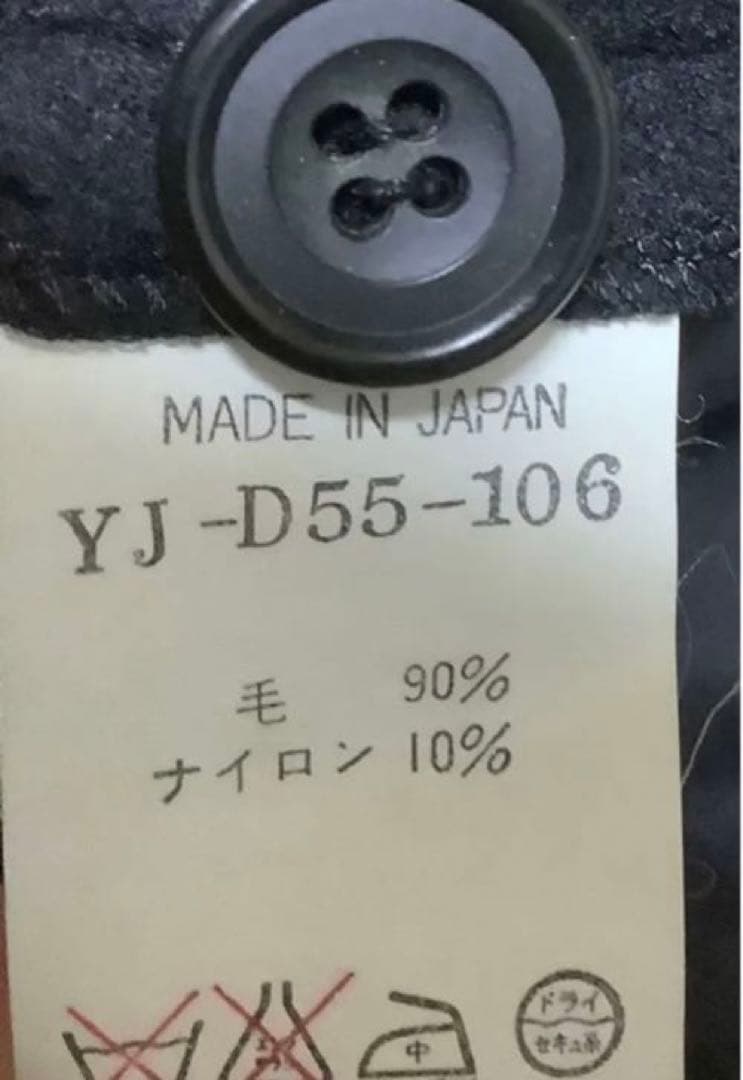 MADE IN JAPAN
YJ-D55-106
毛 90%
ナイロン 10%
中
ドライ
セキュ系